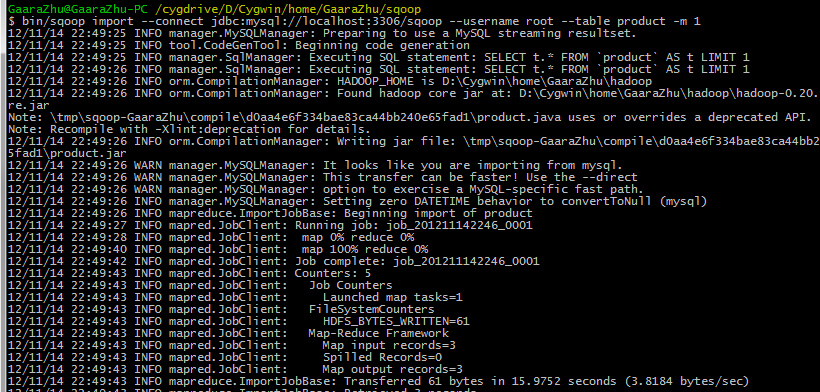 GaaraZhu@GaaraZhu-PC /cygdrive/D/Cygwin/home/GaaraZhu/sqoop
$ bin/sqoop import --connect jdbc:mysql://localhost:3306/sqoop --username root --table product -m 1
12/11/14 22:49:25 INFO manager.MySQLManager: Preparing to use a MySQL streaming resultset.
12/11/14 22:49:25 INFO tool.CodeGenTool: Beginning code generation
12/11/14 22:49:25 INFO manager.SqlManager: Executing SQL statement: SELECT t.* FROM `product` AS t LIMIT 1
12/11/14 22:49:26 INFO manager.SqlManager: Executing SQL statement: SELECT t.* FROM `product` AS t LIMIT 1
12/11/14 22:49:26 INFO orm.CompilationManager: HADOOP_HOME is D:\Cygwin\home\GaaraZhu\hadoop
12/11/14 22:49:26 INFO orm.CompilationManager: Found hadoop core jar at: D:\Cygwin\home\GaaraZhu\hadoop\hadoop-0.20.
re.jar
Note: \tmp\sqoop-GaaraZhu\compile\d0aa4e6f334bae83ca44bb240e65fad1\product.java uses or overrides a deprecated API.
Note: Recompile with -Xlint:deprecation for details.
12/11/14 22:49:26 INFO orm.CompilationManager: Writing jar file: \tmp\sqoop-GaaraZhu\compile\d0aa4e6f334bae83ca44bb2
5fad1\product.jar
12/11/14 22:49:26 WARN manager.MySQLManager: It looks like you are importing from mysql.
12/11/14 22:49:26 WARN manager.MySQLManager: This transfer can be faster! Use the --direct
12/11/14 22:49:26 WARN manager.MySQLManager: option to exercise a MySQL-specific fast path.
12/11/14 22:49:26 INFO manager.MySQLManager: Setting zero DATETIME behavior to convertToNull (mysql)
12/11/14 22:49:26 INFO mapreduce.ImportJobBase: Beginning import of product
12/11/14 22:49:27 INFO mapred.JobClient: Running job: job_201211142246_0001
12/11/14 22:49:28 INFO mapred.JobClient:  map 0% reduce 0%
12/11/14 22:49:40 INFO mapred.JobClient:  map 100% reduce 0%
12/11/14 22:49:42 INFO mapred.JobClient: Job complete: job_201211142246_0001
12/11/14 22:49:43 INFO mapred.JobClient: Counters: 5
12/11/14 22:49:43 INFO mapred.JobClient:   Job Counters
12/11/14 22:49:43 INFO mapred.JobClient:     Launched map tasks=1
12/11/14 22:49:43 INFO mapred.JobClient:   FileSystemCounters
12/11/14 22:49:43 INFO mapred.JobClient:     HDFS_BYTES_WRITTEN=61
12/11/14 22:49:43 INFO mapred.JobClient:   Map-Reduce Framework
12/11/14 22:49:43 INFO mapred.JobClient:     Map input records=3
12/11/14 22:49:43 INFO mapred.JobClient:     Spilled Records=0
12/11/14 22:49:43 INFO mapred.JobClient:     Map output records=3
12/11/14 22:49:43 INFO mapreduce.ImportJobBase: Transferred 61 bytes in 15.9752 seconds (3.8184 bytes/sec)